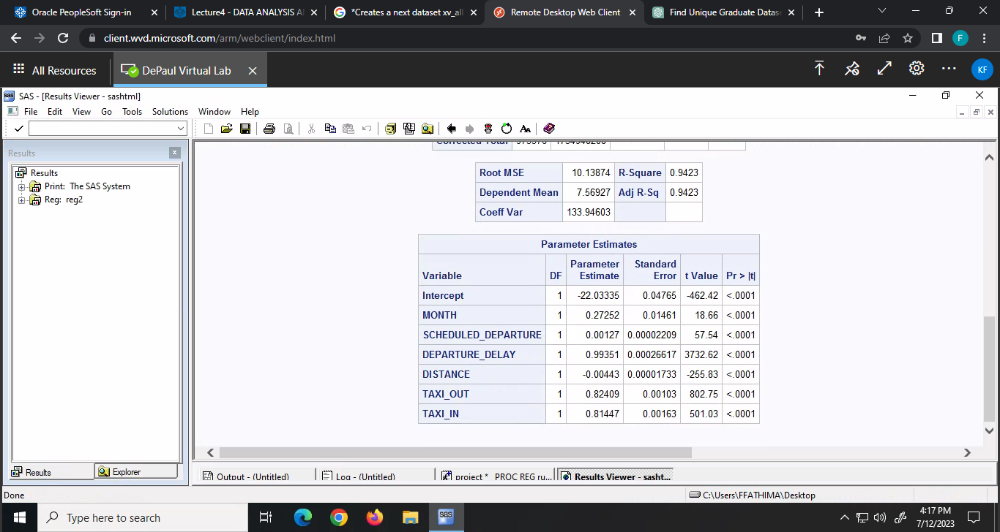 Oracle PeopleSoft Sign-in
Lecture4 - DATA ANALYSIS A
*Creates a next dataset xv_all
Remote Desktop Web Client
Find Unique Graduate Datase
client.wvd.microsoft.com/arm/webclient/index.html
F
All Resources
DePaul Virtual Lab
KF
SAS - [Results Viewer - sashtml]
File Edit View Go Tools Solutions Window Help
Results
Results
Print: The SAS System
Reg: reg2
Results
Explorer
Corrected Total
Root MSE 10.13874 R-Square 0.9423
Dependent Mean 7.56927 Adj R-Sq 0.9423
Coeff Var 133.94603
Parameter Estimates
Variable DF Parameter Estimate Standard Error t Value Pr > |t|
Intercept 1 -22.03335 0.04765 -462.42 <.0001
MONTH 1 0.27252 0.01461 18.66 <.0001
SCHEDULED_DEPARTURE 1 0.00127 0.00002209 57.54 <.0001
DEPARTURE_DELAY 1 0.99351 0.00026617 3732.62 <.0001
DISTANCE 1 -0.00443 0.00001733 -255.83 <.0001
TAXI_OUT 1 0.82409 0.00103 802.75 <.0001
TAXI_IN 1 0.81447 0.00163 501.03 <.0001
Output - (Untitled)
Log - (Untitled)
project * PROC REG ru...
Results Viewer - sasht...
Done
C:\Users\FFATHIMA\Desktop
Type here to search
4:17 PM
7/12/2023